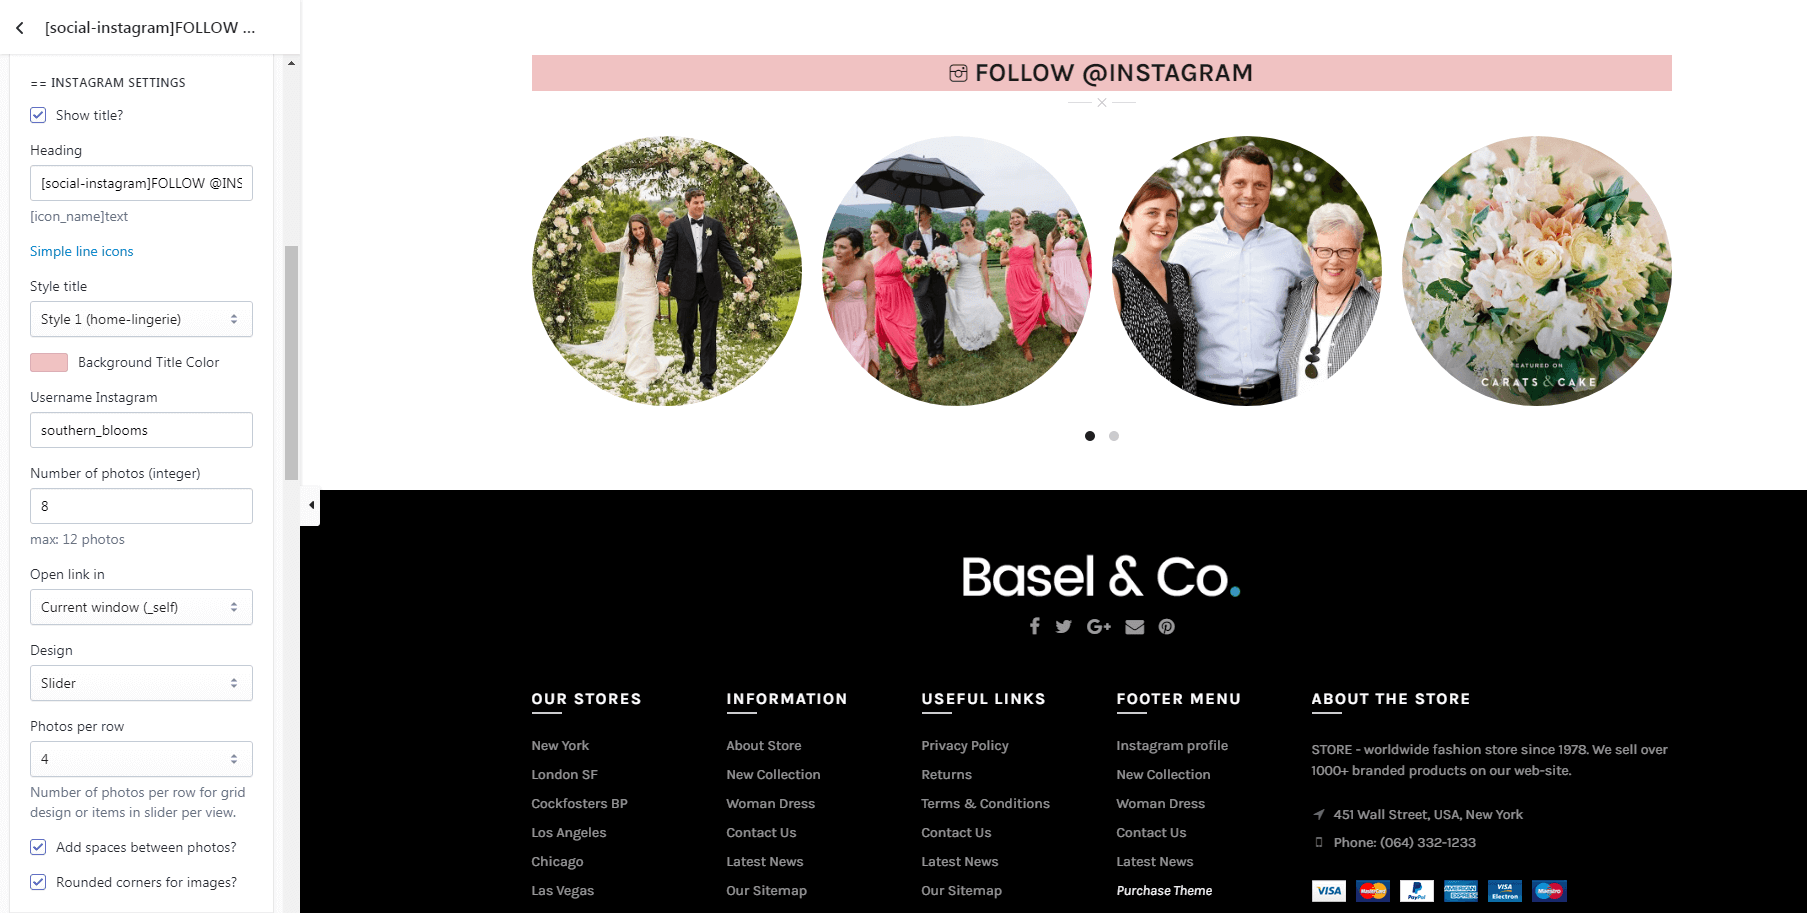 [social-instagram]FOLLOW ...
== INSTAGRAM SETTINGS
Show title?
Heading
[social-instagram]FOLLOW @INS
[icon_name]text
Simple line icons
Style title
Style 1 (home-lingerie)
Background Title Color
Username Instagram
southern_blooms
Number of photos (integer)
8
max: 12 photos
Open link in
Current window (_self)
Design
Slider
Photos per row
4
Number of photos per row for grid
design or items in slider per view.
Add spaces between photos?
Rounded corners for images?
FOLLOW @INSTAGRAM
FEATURED ON
CARATS & CAKE
Basel & Co.
OUR STORES
New York
London SF
Cockfosters BP
Los Angeles
Chicago
Las Vegas
INFORMATION
About Store
New Collection
Woman Dress
Contact Us
Latest News
Our Sitemap
USEFUL LINKS
Privacy Policy
Returns
Terms & Conditions
Contact Us
Latest News
Our Sitemap
FOOTER MENU
Instagram profile
New Collection
Woman Dress
Contact Us
Latest News
Purchase Theme
ABOUT THE STORE
STORE - worldwide fashion store since 1978. We sell over
1000+ branded products on our web-site.
451 Wall Street, USA, New York
Phone: (064) 332-1233
VISA
MasterCard
PayPal
AMERICAN EXPRESS
VISA Electron
Maestro